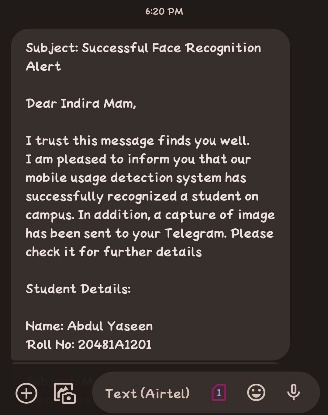 6:20 PM
Subject: Successful Face Recognition
Alert
Dear Indira Mam,
I trust this message finds you well.
I am pleased to inform you that our
mobile usage detection system has
successfully recognized a student on
campus. In addition, a capture of image
has been sent to your Telegram. Please
check it for further details
Student Details:
Name: Abdul Yaseen
Roll No: 20481A1201
Text (Airtel)
1